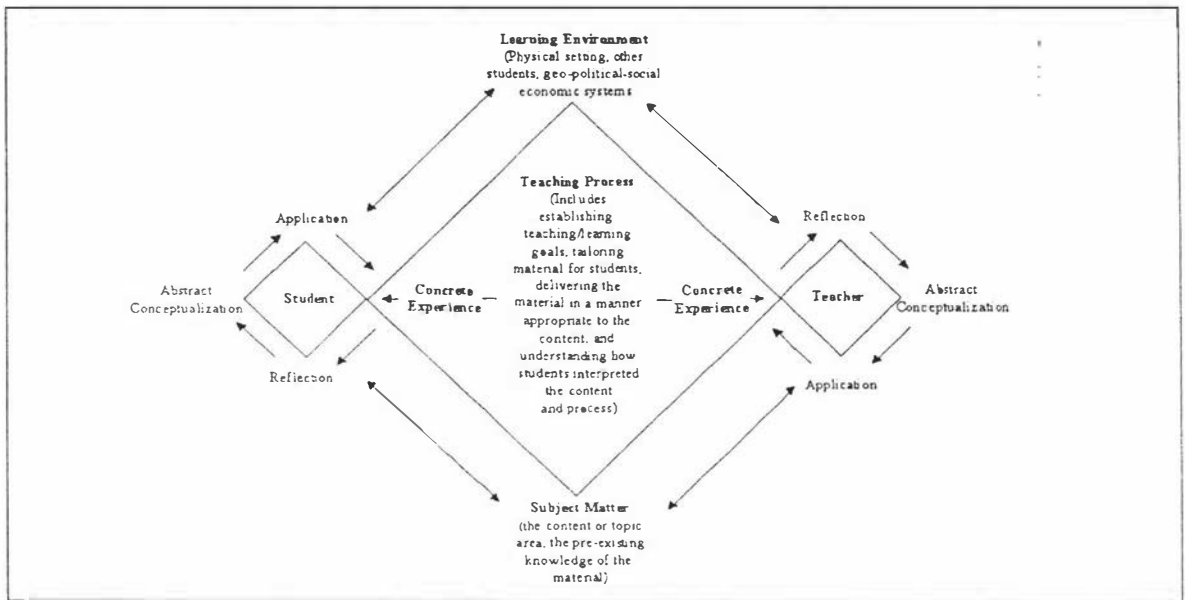 Learning Environment
(Physical setting, other
students, geo-political-social
economic systems
Teaching Process
(Includes
establishing
teaching/learning
goals, tailoring
material for students,
delivering the
material in a manner
appropriate to the
content, and
understanding how
students interpreted
the content
and process)
Application
Abstract
Conceptualization
Student
Reflection
Concrete
Experience
Concrete
Experience
Reflection
Teacher
Abstract
Conceptualization
Application
Subject Matter
(the content or topic
area, the pre-existing
knowledge of the
material)